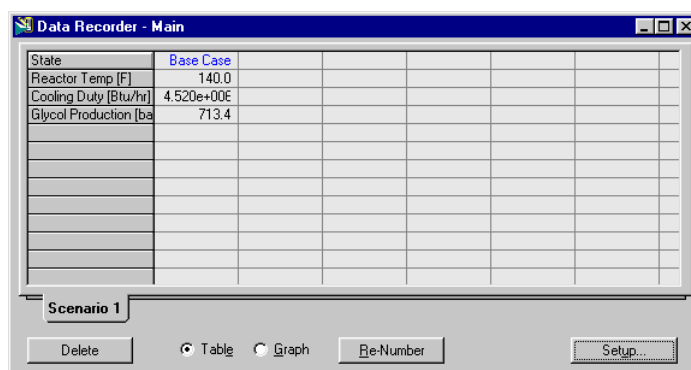 Data Recorder - Main
State Base Case
Reactor Temp [F] 140.0
Cooling Duty [Btu/hr] 4.520e+00E
Glycol Production [ba 713.4
Scenario 1
Delete Table Graph Re-Number Setup...